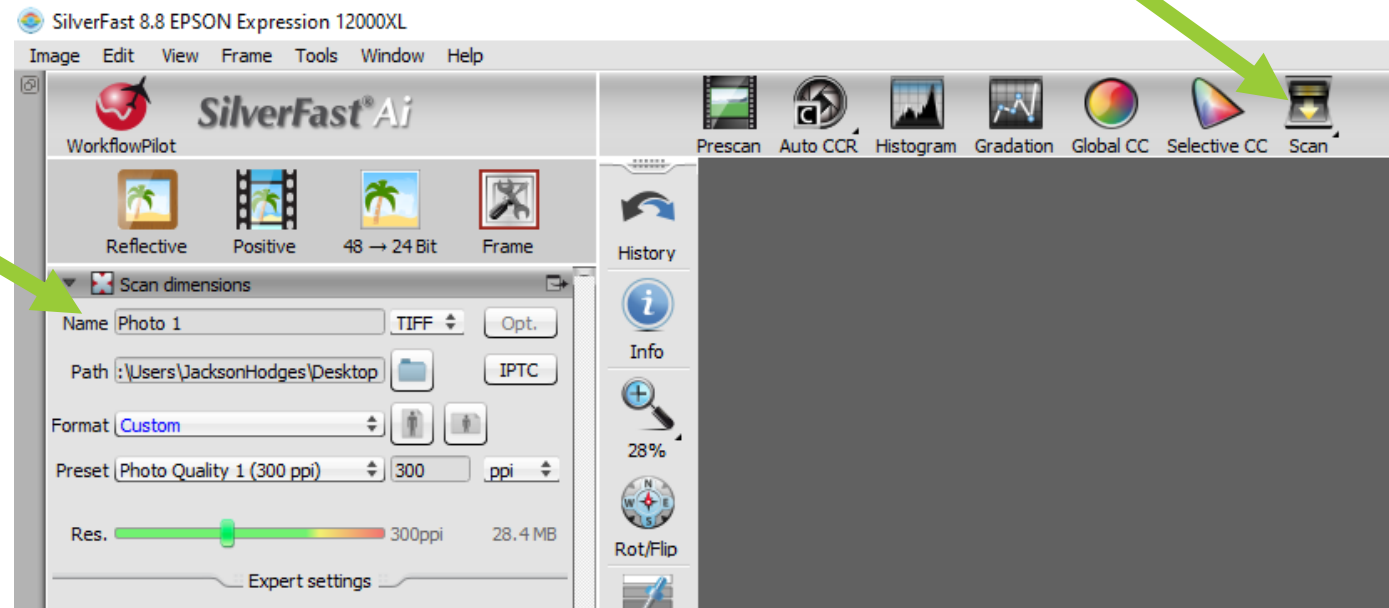 SilverFast 8.8 EPSON Expression 12000XL
Image Edit View Frame Tools Window Help
SilverFast®Ai
WorkflowPilot
Prescan Auto CCR Histogram Gradation Global CC Selective CC Scan
C
Reflective Positive 48 → 24 Bit Frame
History
Scan dimensions
Name Photo 1 TIFF Opt.
Info
Path :\Users\JacksonHodges\Desktop IPTC
Format Custom
28%
Preset Photo Quality 1 (300 ppi) 300 ppi
N
W E
S
Res. 300ppi 28.4 MB
Rot/Flip
Expert settings